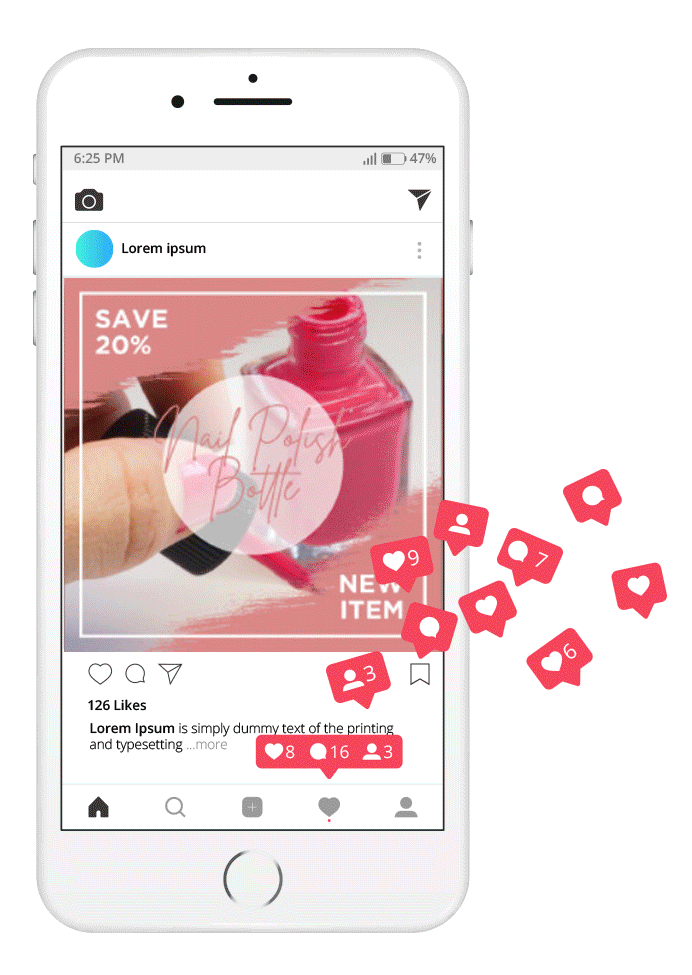 6:25 PM 47%
Lorem ipsum
SAVE
20%
Nail Polish
Bottle
9
7
NEW
ITEM
6
3
126 Likes
Lorem Ipsum is simply dummy text of the printing
and typesetting ...more
8 16 3